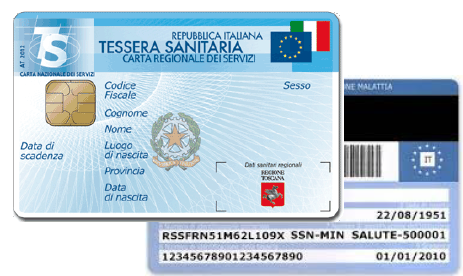 REPUBBLICA ITALIANA
TESSERA SANITARIA
CARTA REGIONALE DEI SERVIZI
TS
CARTA NAZIONALE DEI SERVIZI
Codice
Fiscale
Sesso
Cognome
Nome
Data di
scadenza
Luogo
di nascita
Provincia
Data
di nascita
Dati sanitari regionali
REGIONE
TOSCANA
ONE MALATTIA
IT
22/08/1951
RSSFRN51M62L109X SSN-MIN SALUTE-500001
12345678901234567890
01/01/2010